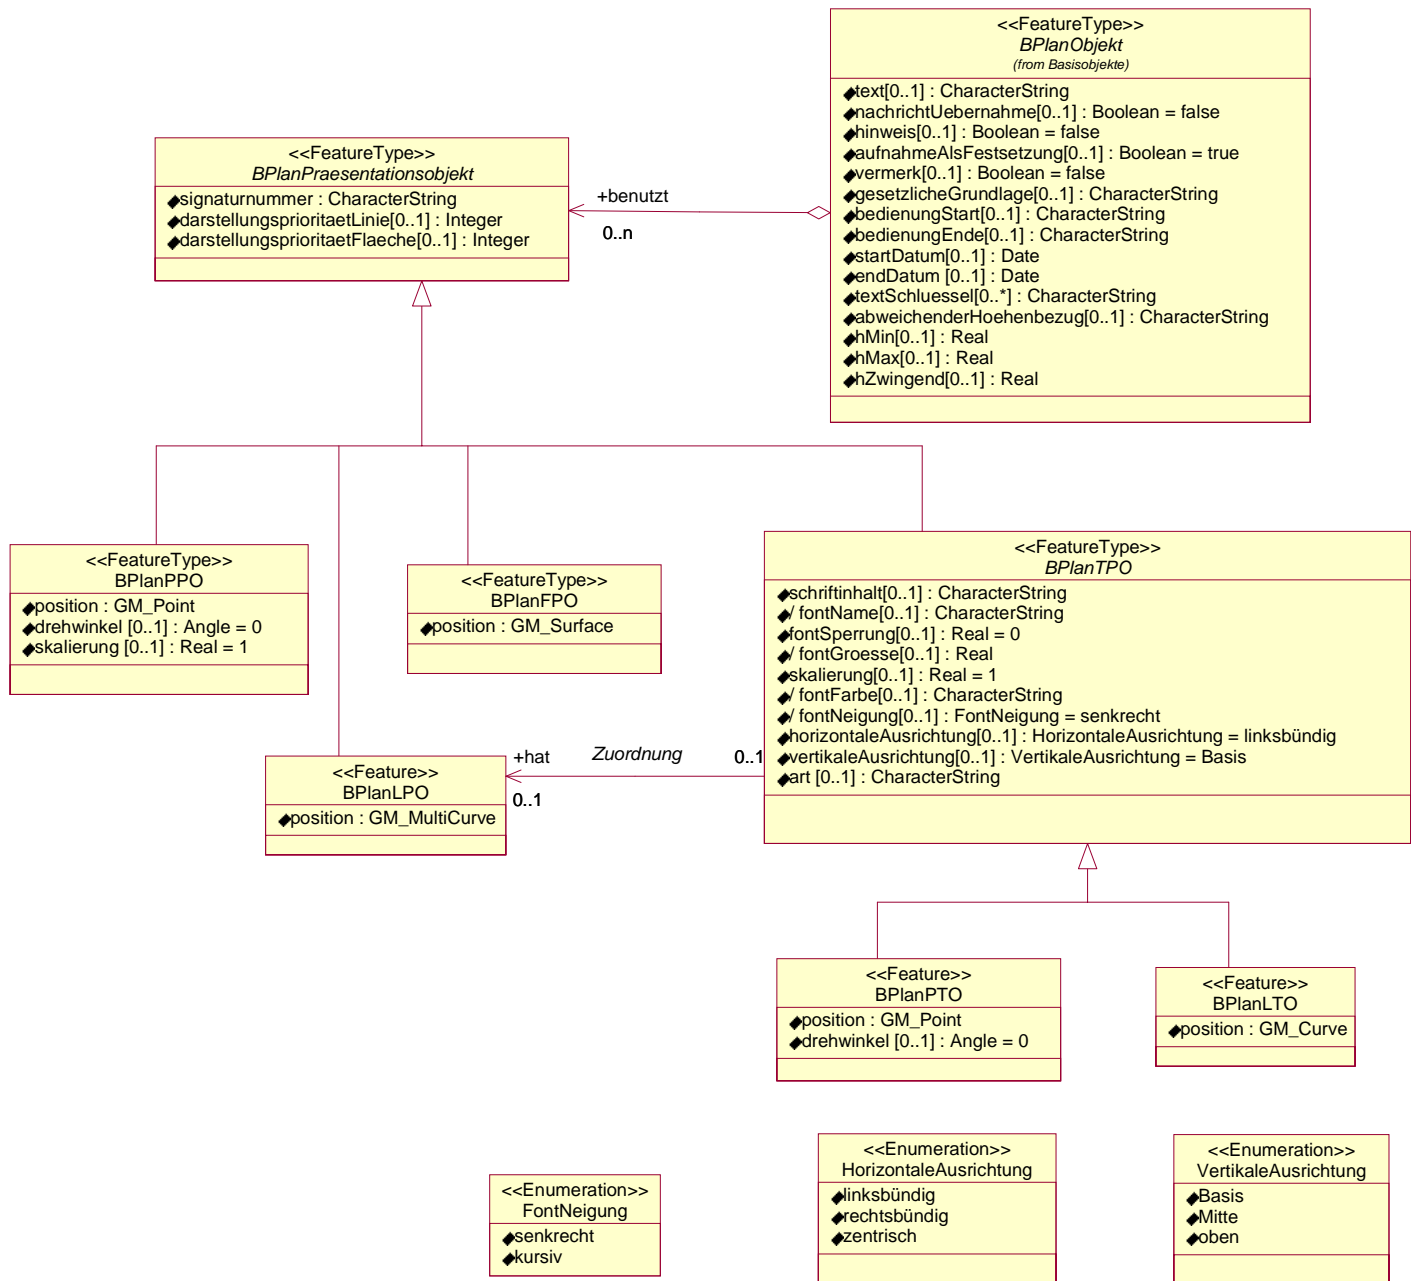 <<FeatureType>>
BPlanObjekt
(from Basisobjekte)
text[0..1] : CharacterString
nachrichtUebernahme[0..1] : Boolean = false
hinweis[0..1] : Boolean = false
aufnahmeAlsFestsetzung[0..1] : Boolean = true
vermerk[0..1] : Boolean = false
gesetzlicheGrundlage[0..1] : CharacterString
bedienungStart[0..1] : CharacterString
bedienungEnde[0..1] : CharacterString
startDatum[0..1] : Date
endDatum [0..1] : Date
textSchluessel[0..*] : CharacterString
abweichenderHoehenbezug[0..1] : CharacterString
hMin[0..1] : Real
hMax[0..1] : Real
hZwingend[0..1] : Real
<<FeatureType>>
BPlanPraesentationsobjekt
signaturnummer : CharacterString
darstellungsprioritaetLinie[0..1] : Integer
darstellungsprioritaetFlaeche[0..1] : Integer
+benutzt
0..n
<<FeatureType>>
BPlanPPO
position : GM_Point
drehwinkel [0..1] : Angle = 0
skalierung [0..1] : Real = 1
<<FeatureType>>
BPlanFPO
position : GM_Surface
<<FeatureType>>
BPlanTPO
schriftinhalt[0..1] : CharacterString
/ fontName[0..1] : CharacterString
fontSperrung[0..1] : Real = 0
/ fontGroesse[0..1] : Real
skalierung[0..1] : Real = 1
/ fontFarbe[0..1] : CharacterString
/ fontNeigung[0..1] : FontNeigung = senkrecht
horizontaleAusrichtung[0..1] : HorizontaleAusrichtung = linksbündig
vertikaleAusrichtung[0..1] : VertikaleAusrichtung = Basis
art [0..1] : CharacterString
<<Feature>>
BPlanLPO
position : GM_MultiCurve
+hat
Zuordnung
0..1
0..1
<<Feature>>
BPlanPTO
position : GM_Point
drehwinkel [0..1] : Angle = 0
<<Feature>>
BPlanLTO
position : GM_Curve
<<Enumeration>>
FontNeigung
senkrecht
kursiv
<<Enumeration>>
HorizontaleAusrichtung
linksbündig
rechtsbündig
zentrisch
<<Enumeration>>
VertikaleAusrichtung
Basis
Mitte
oben